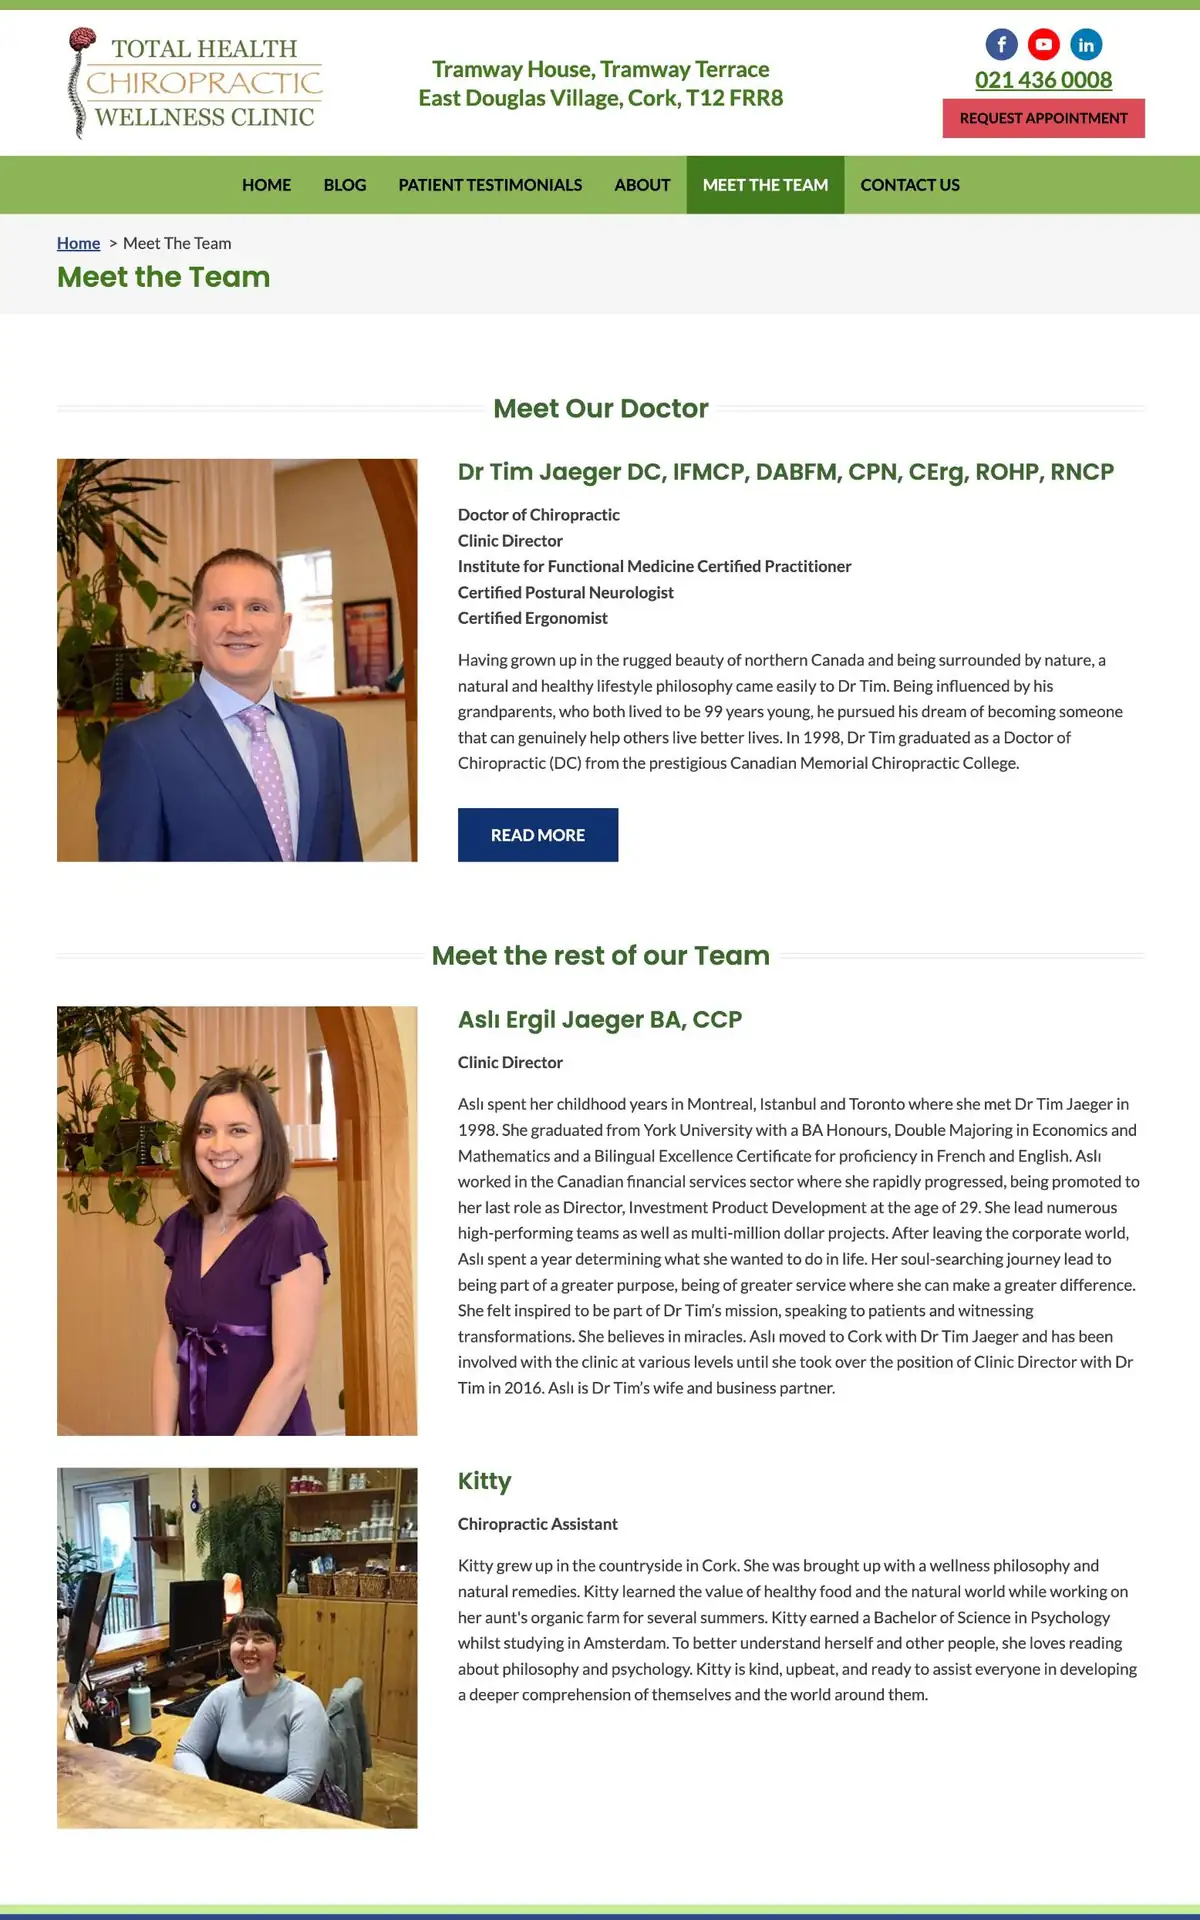 TOTAL HEALTH
CHIROPRACTIC
WELLNESS CLINIC
Tramway House, Tramway Terrace
East Douglas Village, Cork, T12 FRR8
021 436 0008
REQUEST APPOINTMENT
HOME BLOG PATIENT TESTIMONIALS ABOUT MEET THE TEAM CONTACT US
Home > Meet The Team
Meet the Team
Meet Our Doctor
Dr Tim Jaeger DC, IFMCP, DABFM, CPN, CErg, ROHP, RNCP
Doctor of Chiropractic
Clinic Director
Institute for Functional Medicine Certified Practitioner
Certified Postural Neurologist
Certified Ergonomist
Having grown up in the rugged beauty of northern Canada and being surrounded by nature, a
natural and healthy lifestyle philosophy came easily to Dr Tim. Being influenced by his
grandparents, who both lived to be 99 years young, he pursued his dream of becoming someone
that can genuinely help others live better lives. In 1998, Dr Tim graduated as a Doctor of
Chiropractic (DC) from the prestigious Canadian Memorial Chiropractic College.
READ MORE
Meet the rest of our Team
Aslı Ergil Jaeger BA, CCP
Clinic Director
Aslı spent her childhood years in Montreal, Istanbul and Toronto where she met Dr Tim Jaeger in
1998. She graduated from York University with a BA Honours, Double Majoring in Economics and
Mathematics and a Bilingual Excellence Certificate for proficiency in French and English. Aslı
worked in the Canadian financial services sector where she rapidly progressed, being promoted to
her last role as Director, Investment Product Development at the age of 29. She lead numerous
high-performing teams as well as multi-million dollar projects. After leaving the corporate world,
Aslı spent a year determining what she wanted to do in life. Her soul-searching journey lead to
being part of a greater purpose, being of greater service where she can make a greater difference.
She felt inspired to be part of Dr Tim’s mission, speaking to patients and witnessing
transformations. She believes in miracles. Aslı moved to Cork with Dr Tim Jaeger and has been
involved with the clinic at various levels until she took over the position of Clinic Director with Dr
Tim in 2016. Aslı is Dr Tim’s wife and business partner.
Kitty
Chiropractic Assistant
Kitty grew up in the countryside in Cork. She was brought up with a wellness philosophy and
natural remedies. Kitty learned the value of healthy food and the natural world while working on
her aunt's organic farm for several summers. Kitty earned a Bachelor of Science in Psychology
whilst studying in Amsterdam. To better understand herself and other people, she loves reading
about philosophy and psychology. Kitty is kind, upbeat, and ready to assist everyone in developing
a deeper comprehension of themselves and the world around them.